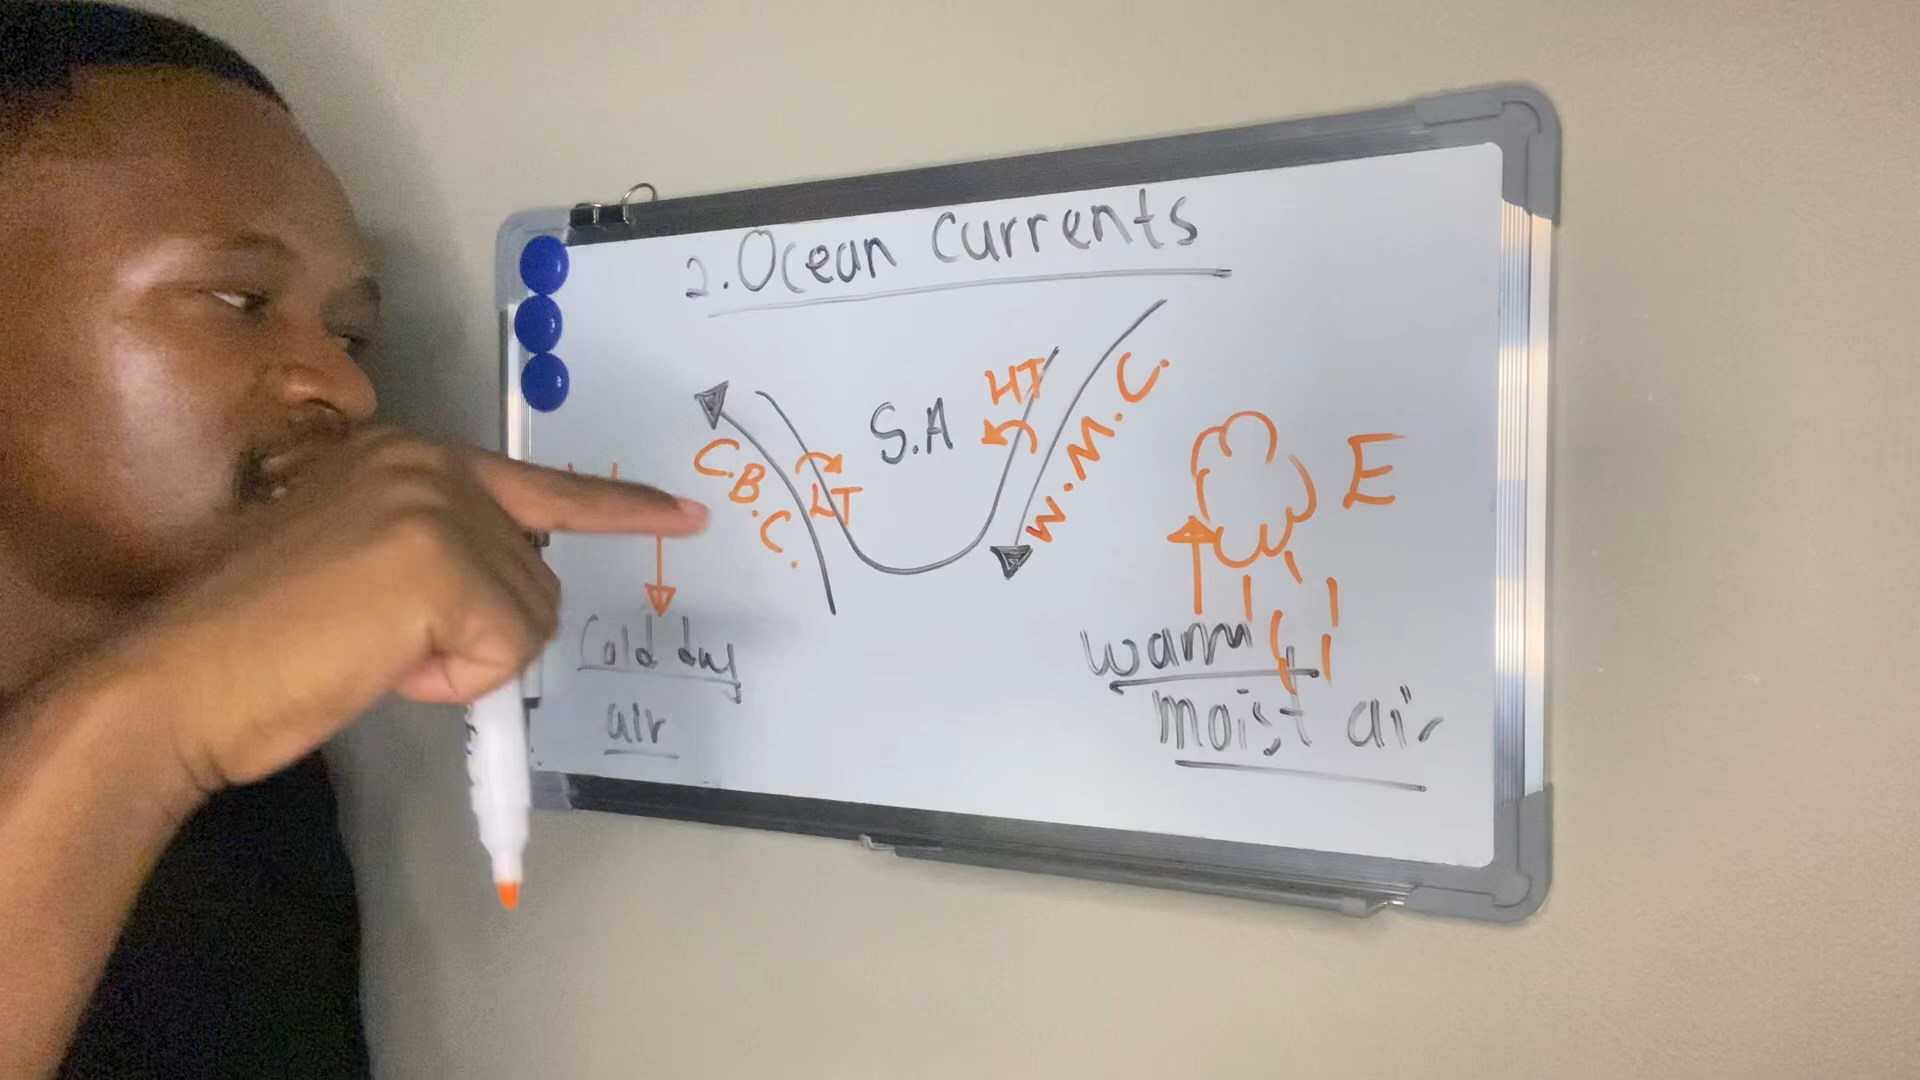 2. Ocean Currents
S.A
HT
W.M.C.
C.B.C.
LT
E
Cold dry
air
warm +
moist air